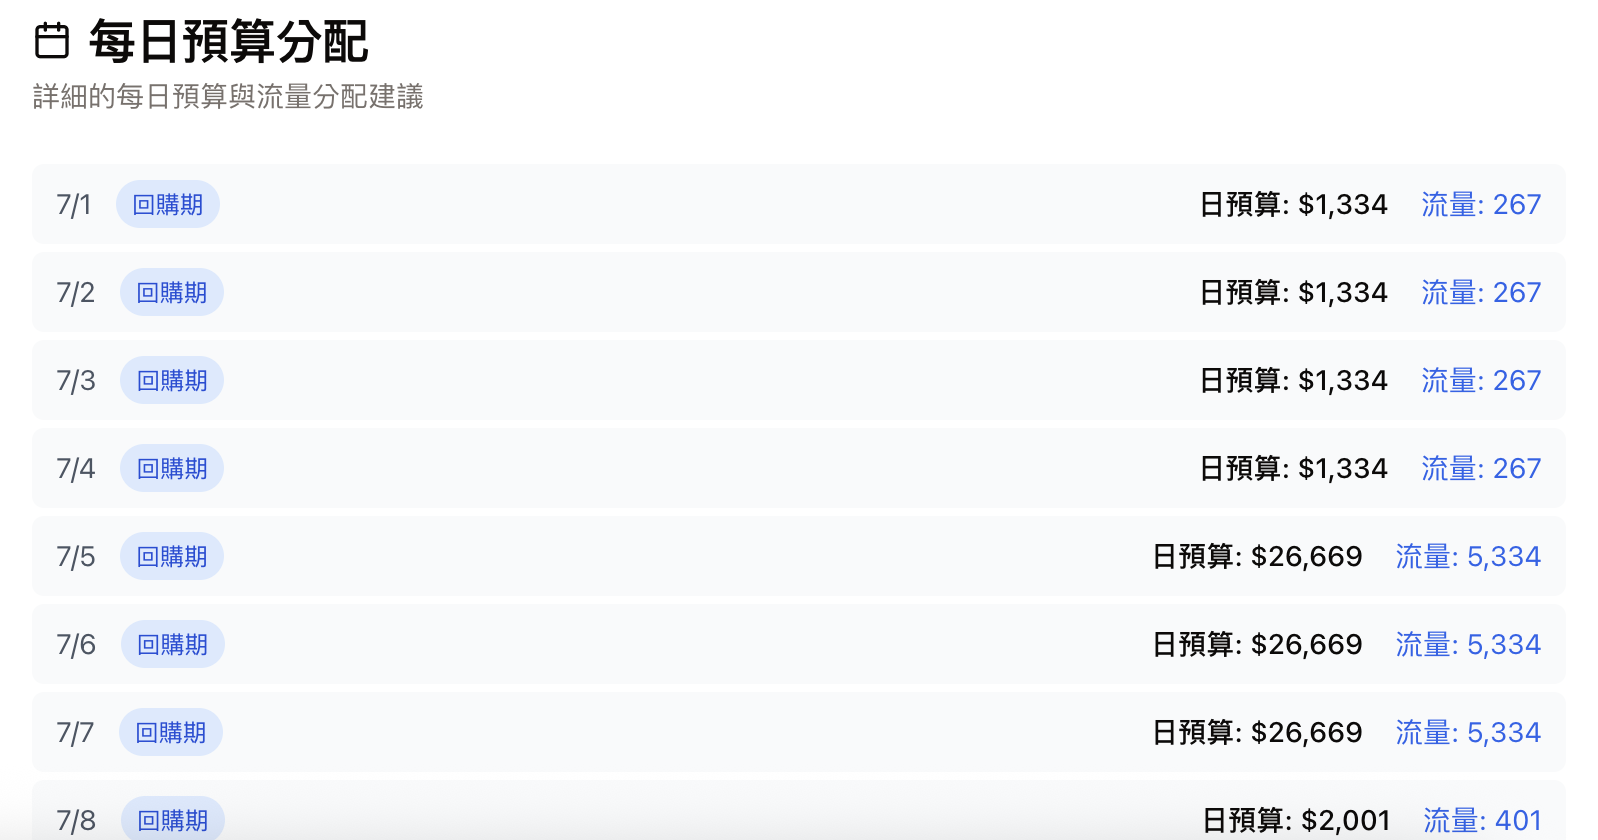 每日預算分配
詳細的每日預算與流量分配建議
7/1 回購期 日預算: $1,334 流量: 267
7/2 回購期 日預算: $1,334 流量: 267
7/3 回購期 日預算: $1,334 流量: 267
7/4 回購期 日預算: $1,334 流量: 267
7/5 回購期 日預算: $26,669 流量: 5,334
7/6 回購期 日預算: $26,669 流量: 5,334
7/7 回購期 日預算: $26,669 流量: 5,334
7/8 回購期 日預算: $2,001 流量: 401